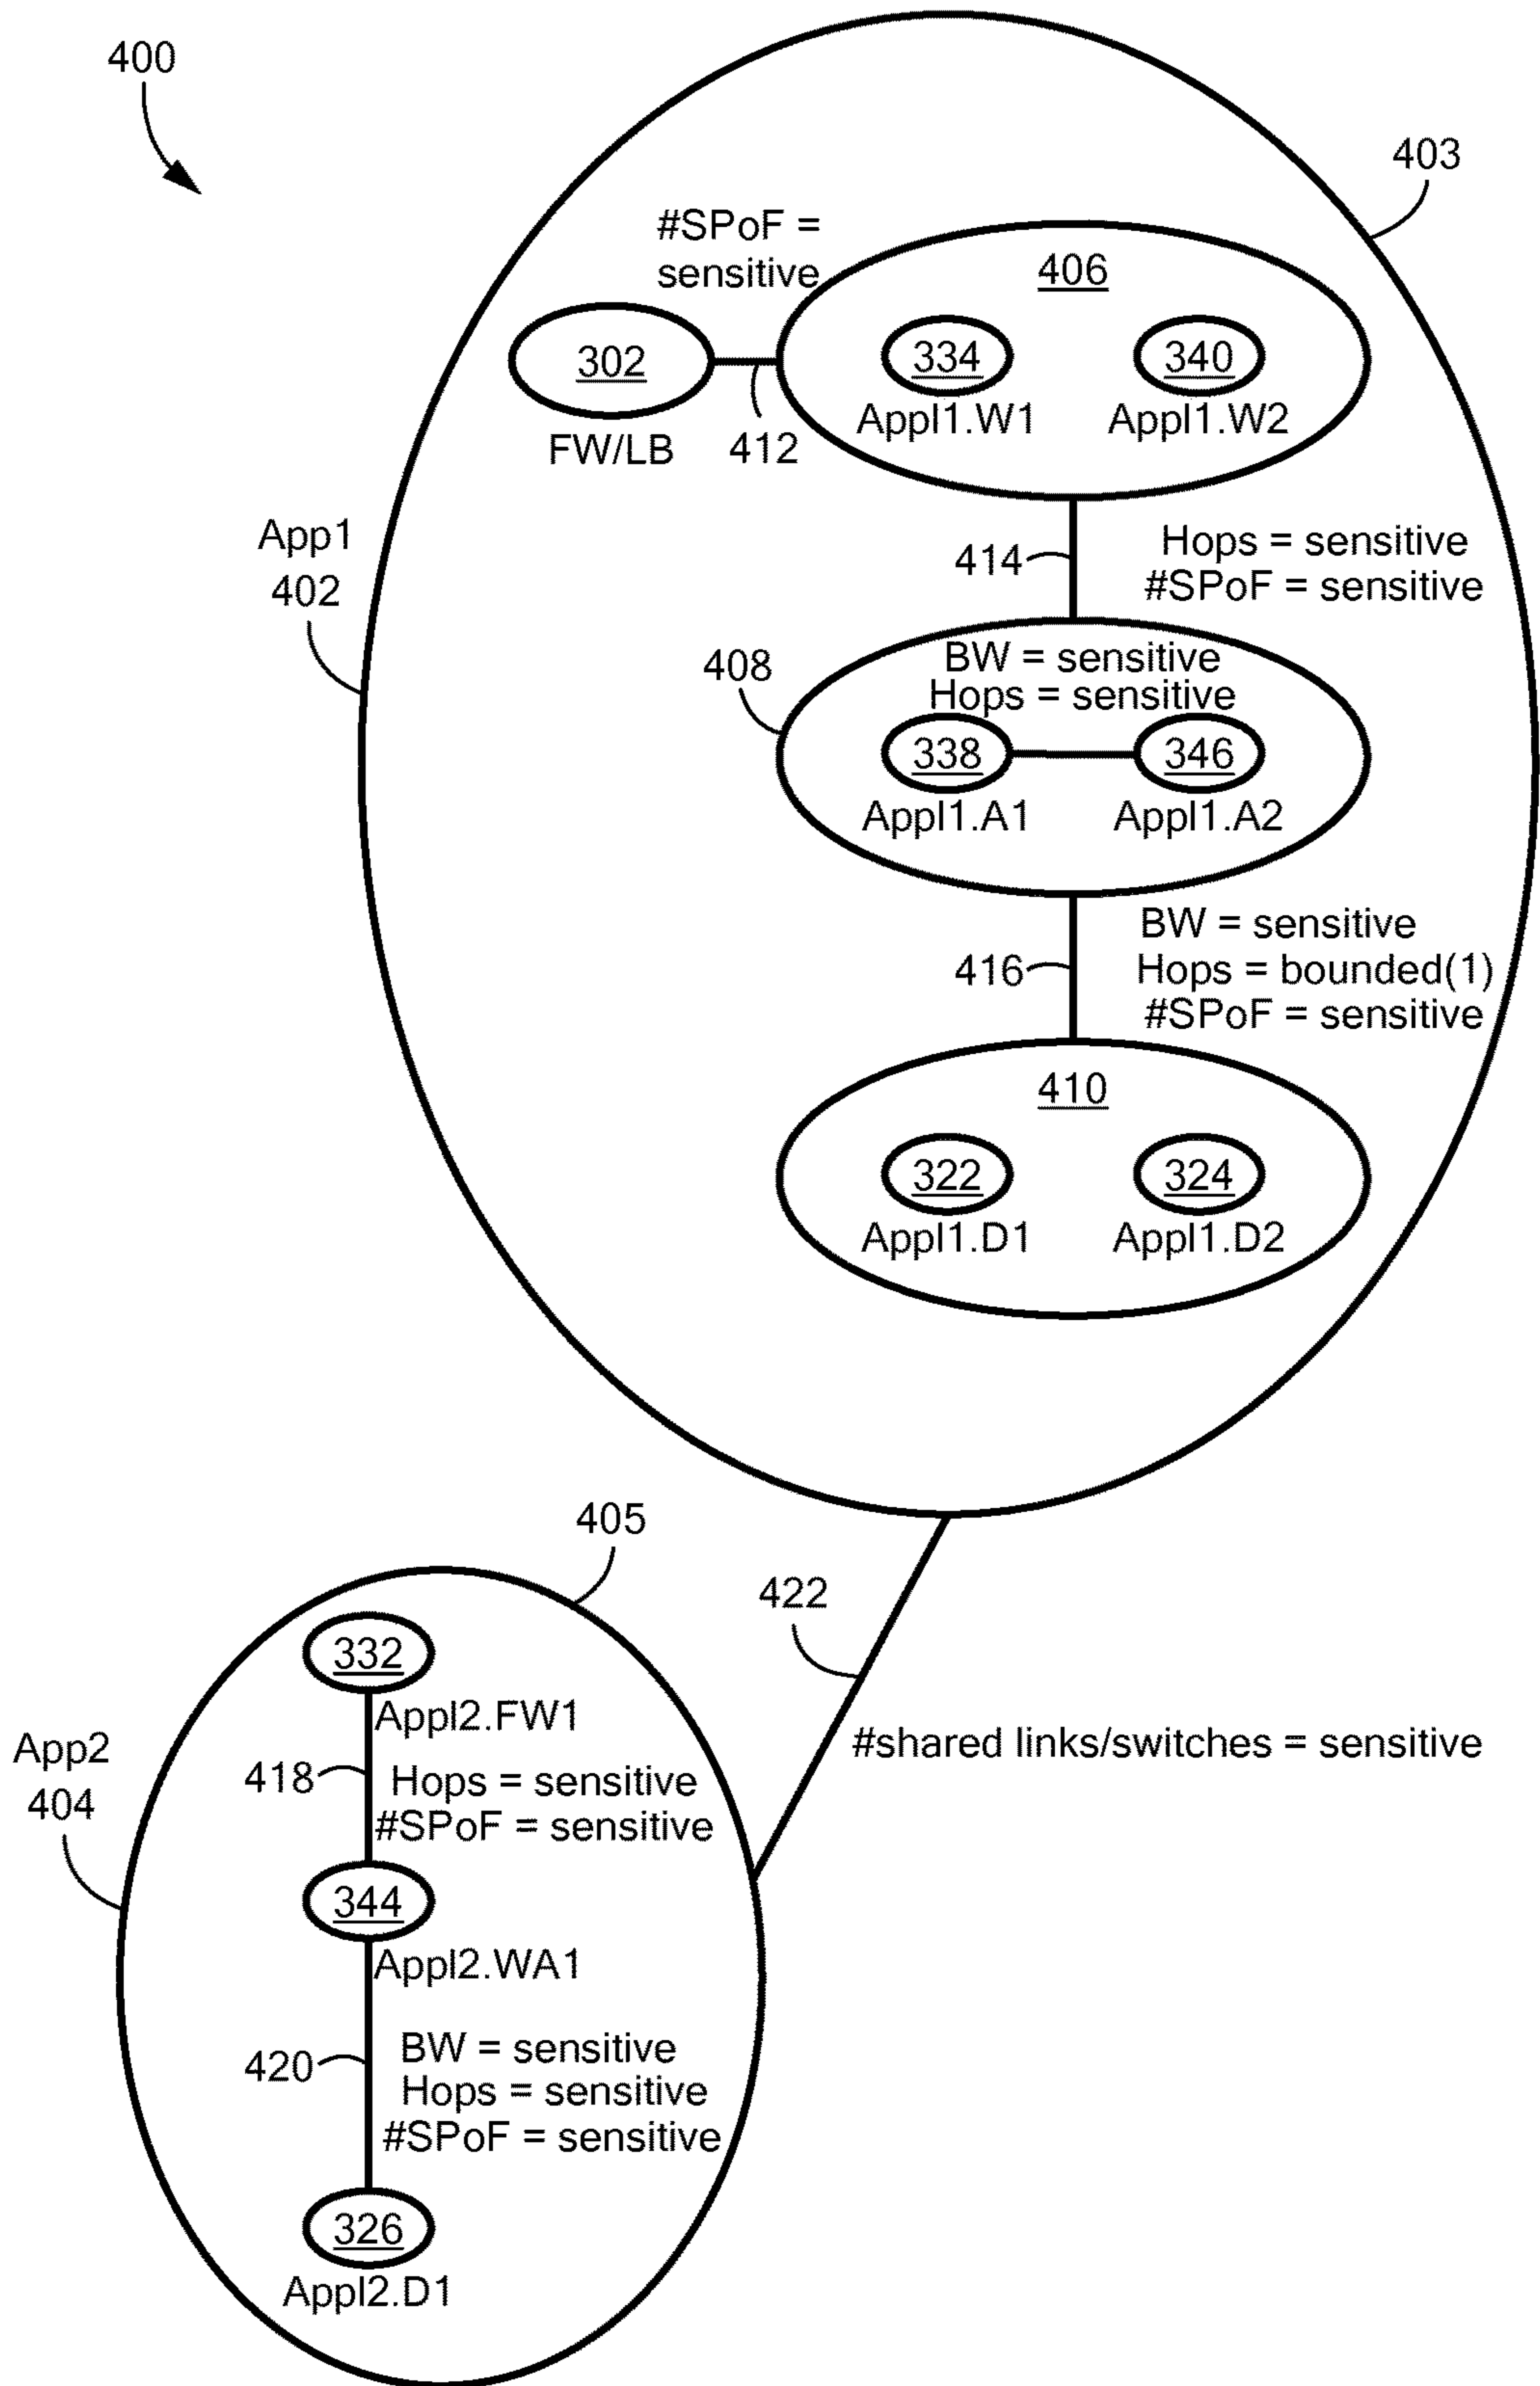 400
403
#SPoF =
sensitive
406
302
334
340
FW/LB
412
Appl1.W1
Appl1.W2
App1
402
414
Hops = sensitive
#SPoF = sensitive
408
BW = sensitive
Hops = sensitive
338
346
Appl1.A1
Appl1.A2
416
BW = sensitive
Hops = bounded(1)
#SPoF = sensitive
410
322
324
Appl1.D1
Appl1.D2
405
422
332
Appl2.FW1
#shared links/switches = sensitive
App2
404
418
Hops = sensitive
#SPoF = sensitive
344
Appl2.WA1
420
BW = sensitive
Hops = sensitive
#SPoF = sensitive
326
Appl2.D1